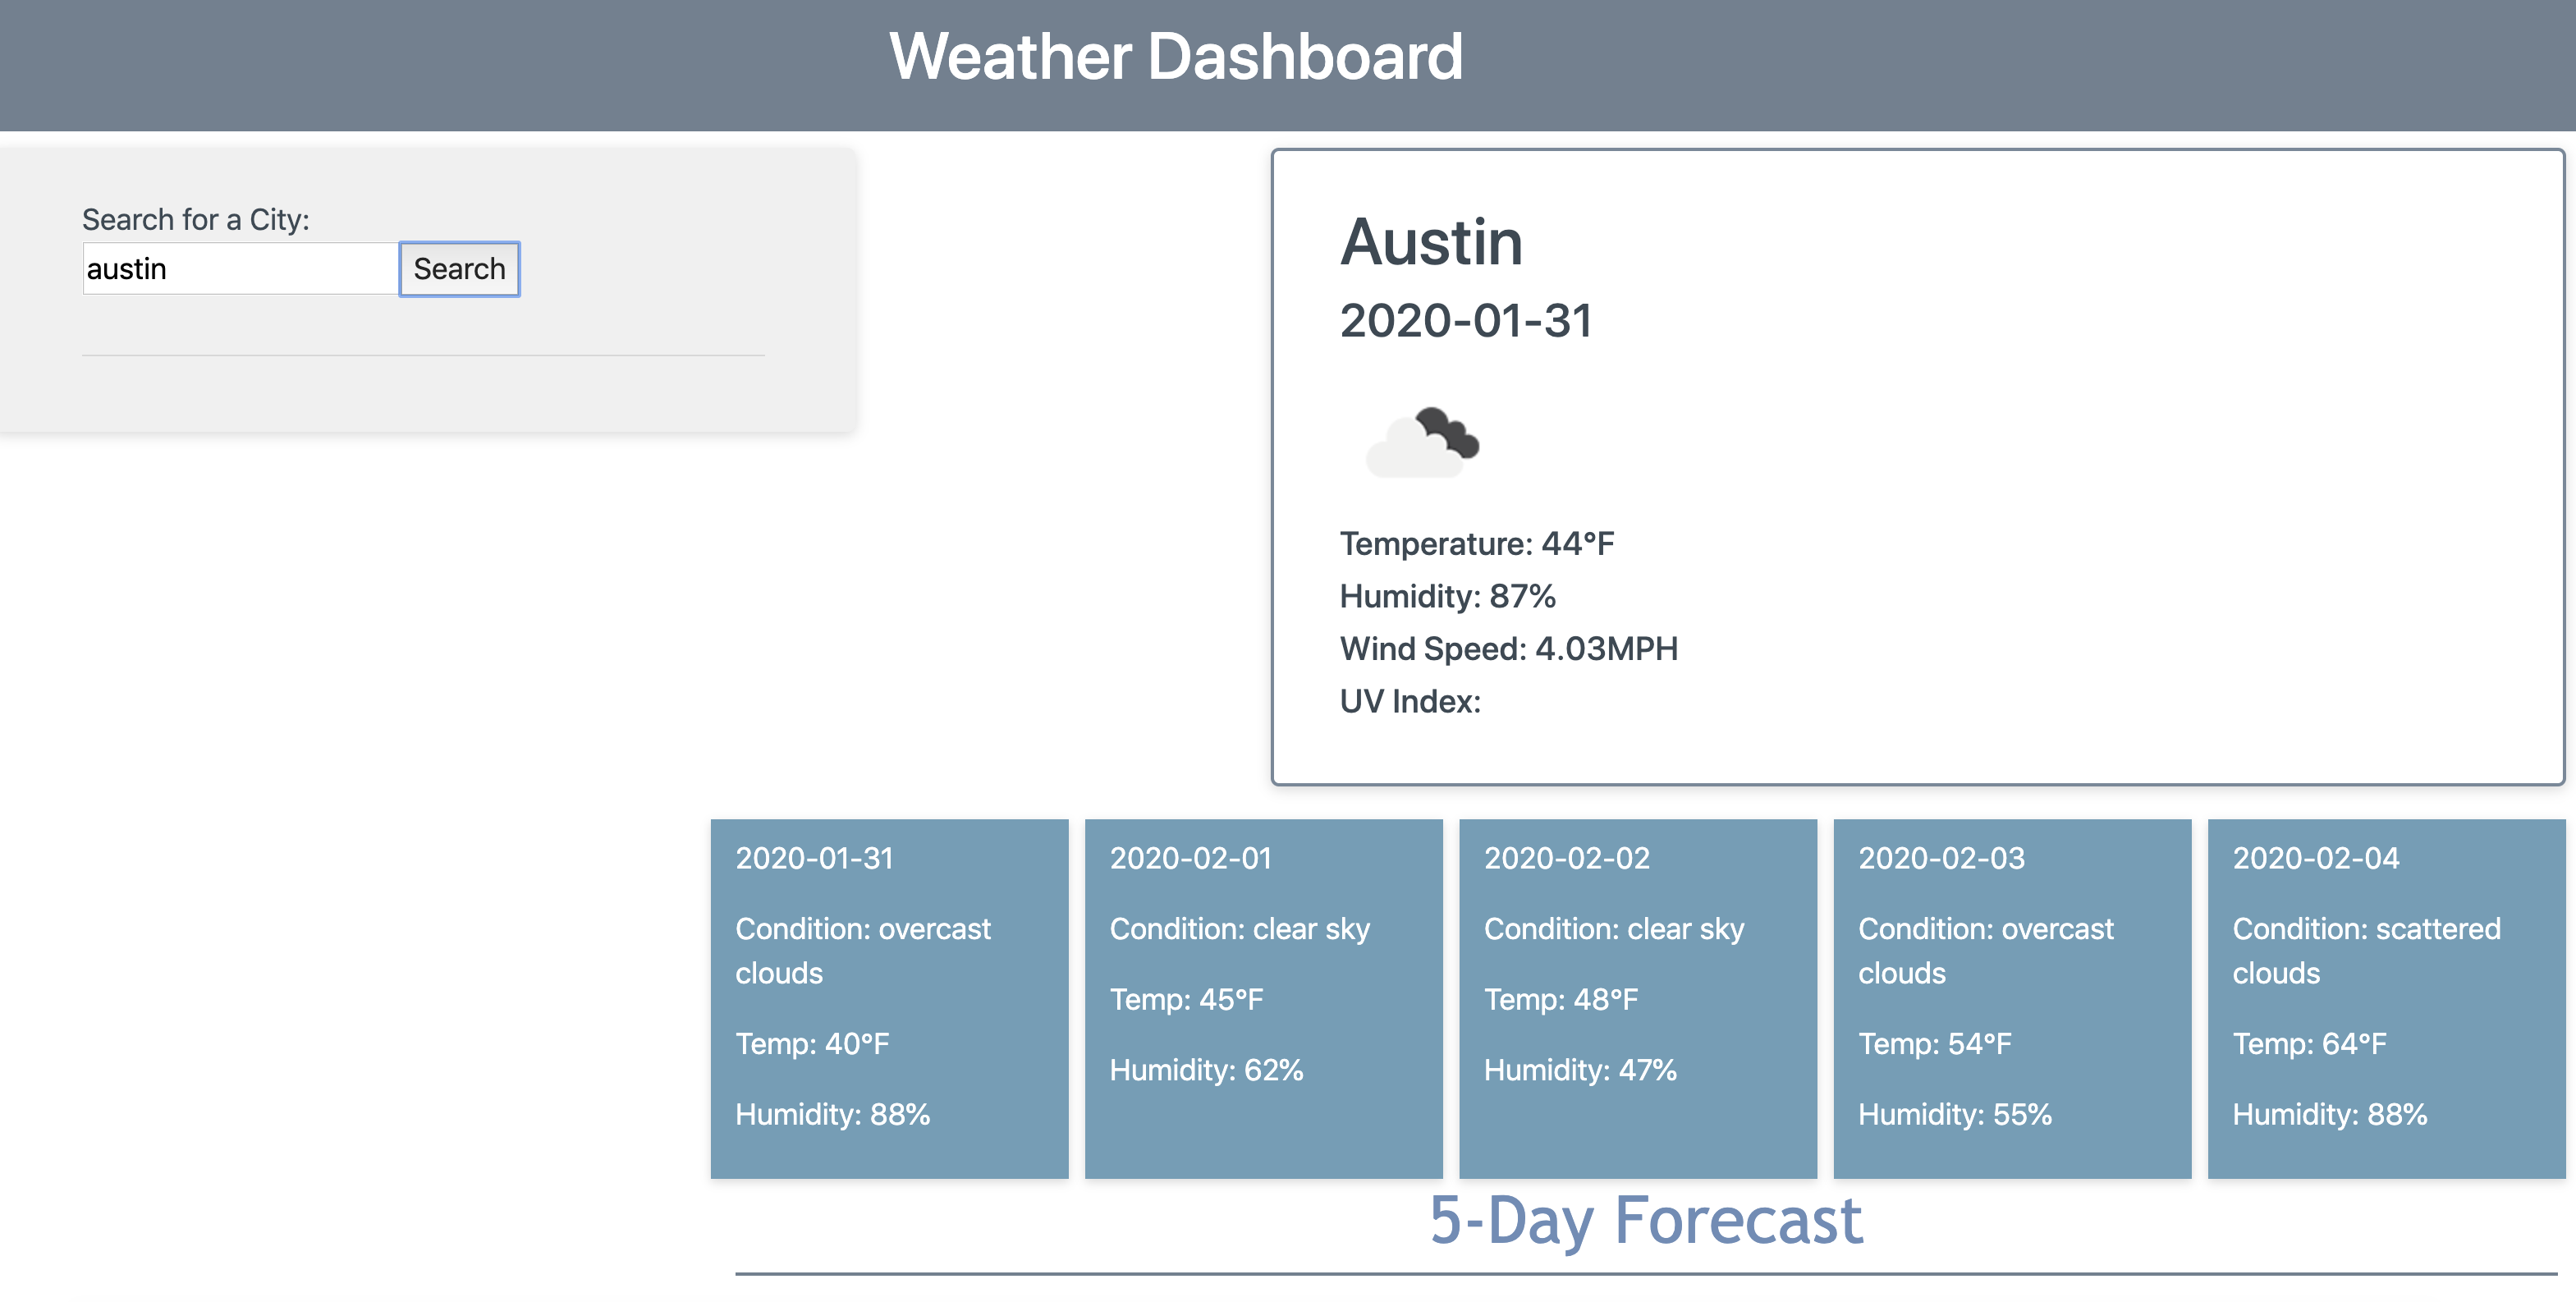 Weather Dashboard
Search for a City:
austin
Search
Austin
2020-01-31
Temperature: 44°F
Humidity: 87%
Wind Speed: 4.03MPH
UV Index:
2020-01-31
Condition: overcast
clouds
Temp: 40°F
Humidity: 88%
2020-02-01
Condition: clear sky
Temp: 45°F
Humidity: 62%
2020-02-02
Condition: clear sky
Temp: 48°F
Humidity: 47%
2020-02-03
Condition: overcast
clouds
Temp: 54°F
Humidity: 55%
2020-02-04
Condition: scattered
clouds
Temp: 64°F
Humidity: 88%
5-Day Forecast